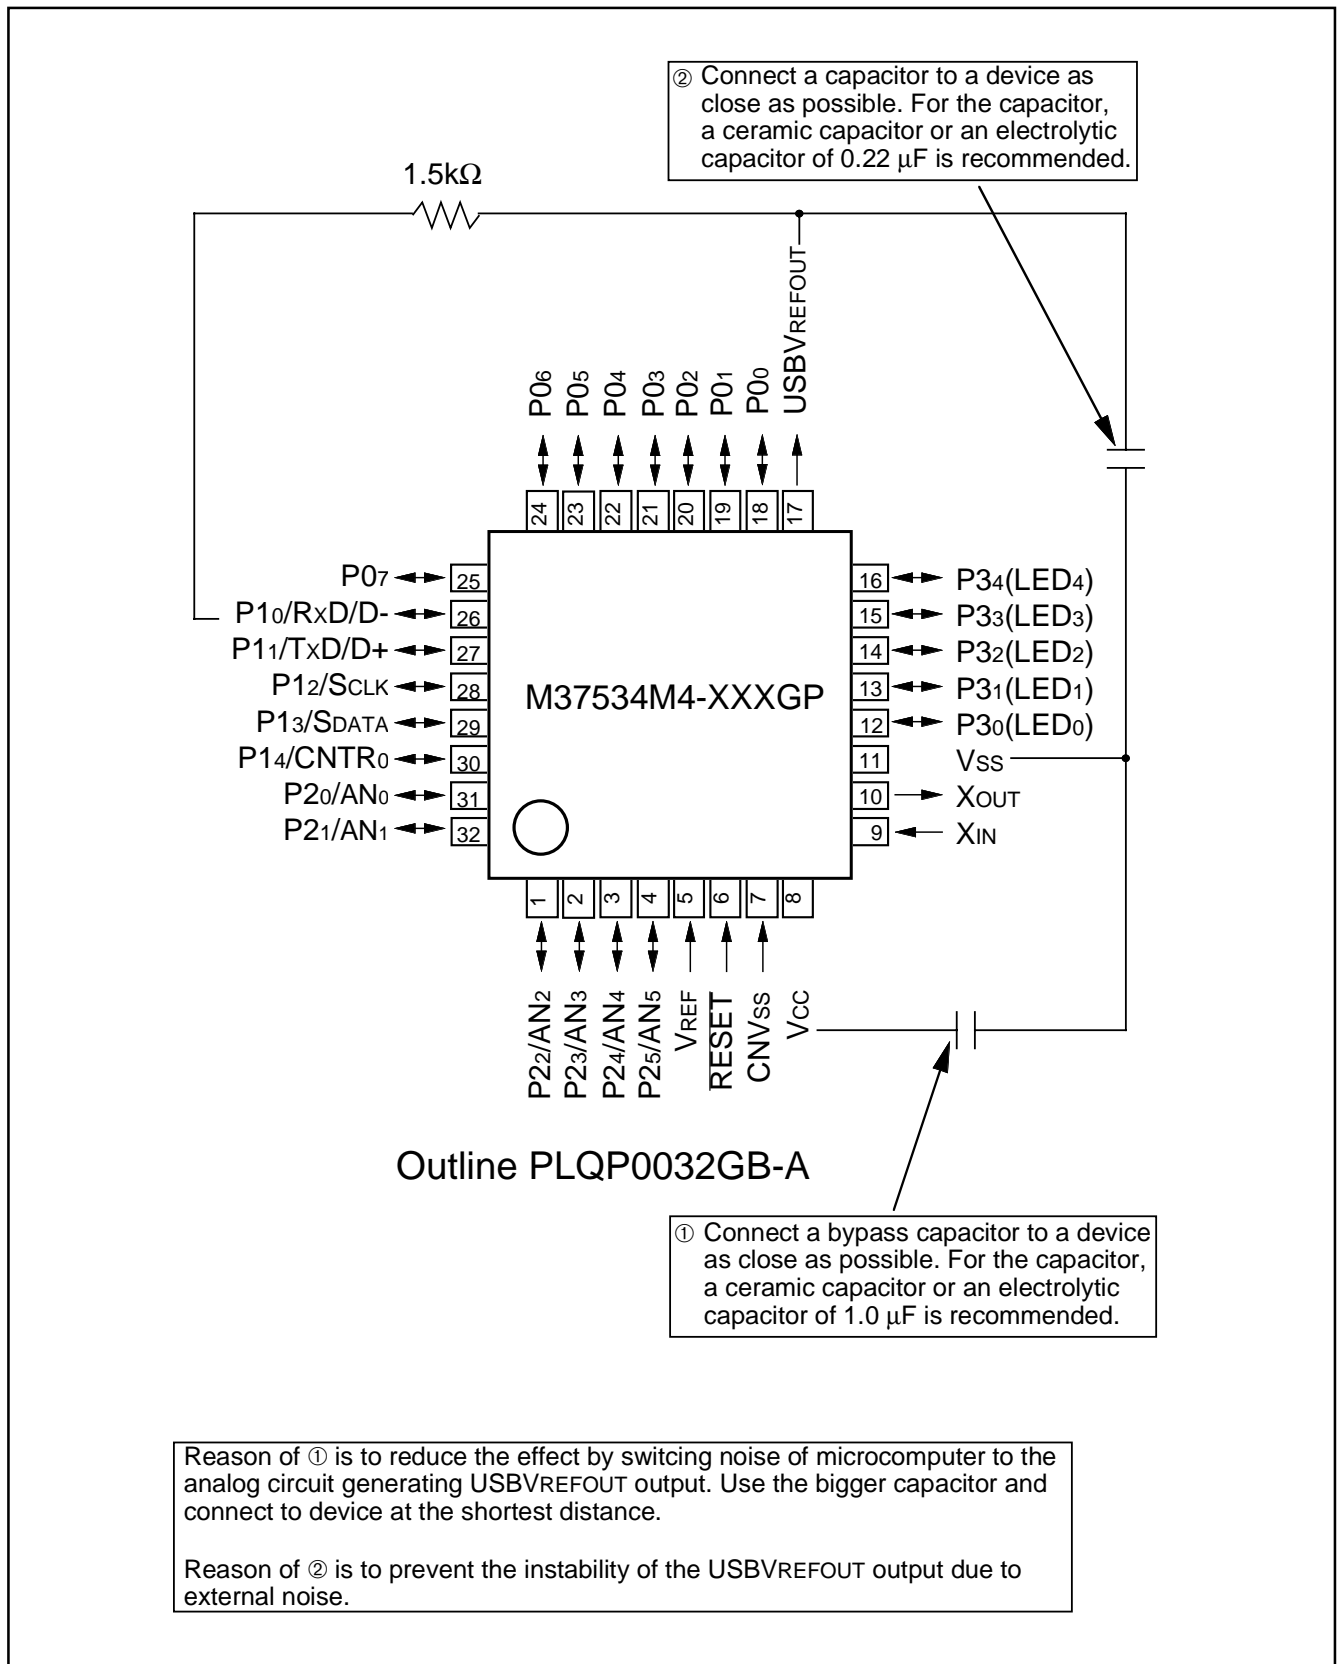 ② Connect a capacitor to a device as
close as possible. For the capacitor,
a ceramic capacitor or an electrolytic
capacitor of 0.22 μF is recommended.
1.5kΩ
USBVREFOUT
P06
P05
P04
P03
P02
P01
P00
24
23
22
21
20
19
18
17
P07
25
P10/RXD/D-
26
P11/TXD/D+
27
P12/SCLK
28
P13/SDATA
29
P14/CNTR0
30
P20/AN0
31
P21/AN1
32
M37534M4-XXXGP
16
P34(LED4)
15
P33(LED3)
14
P32(LED2)
13
P31(LED1)
12
P30(LED0)
11
VSS
10
XOUT
9
XIN
1
2
3
4
5
6
7
8
P22/AN2
P23/AN3
P24/AN4
P25/AN5
VREF
RESET
CNVSS
VCC
Outline PLQP0032GB-A
① Connect a bypass capacitor to a device
as close as possible. For the capacitor,
a ceramic capacitor or an electrolytic
capacitor of 1.0 μF is recommended.
Reason of ① is to reduce the effect by switcing noise of microcomputer to the
analog circuit generating USBVREFOUT output. Use the bigger capacitor and
connect to device at the shortest distance.
Reason of ② is to prevent the instability of the USBVREFOUT output due to
external noise.